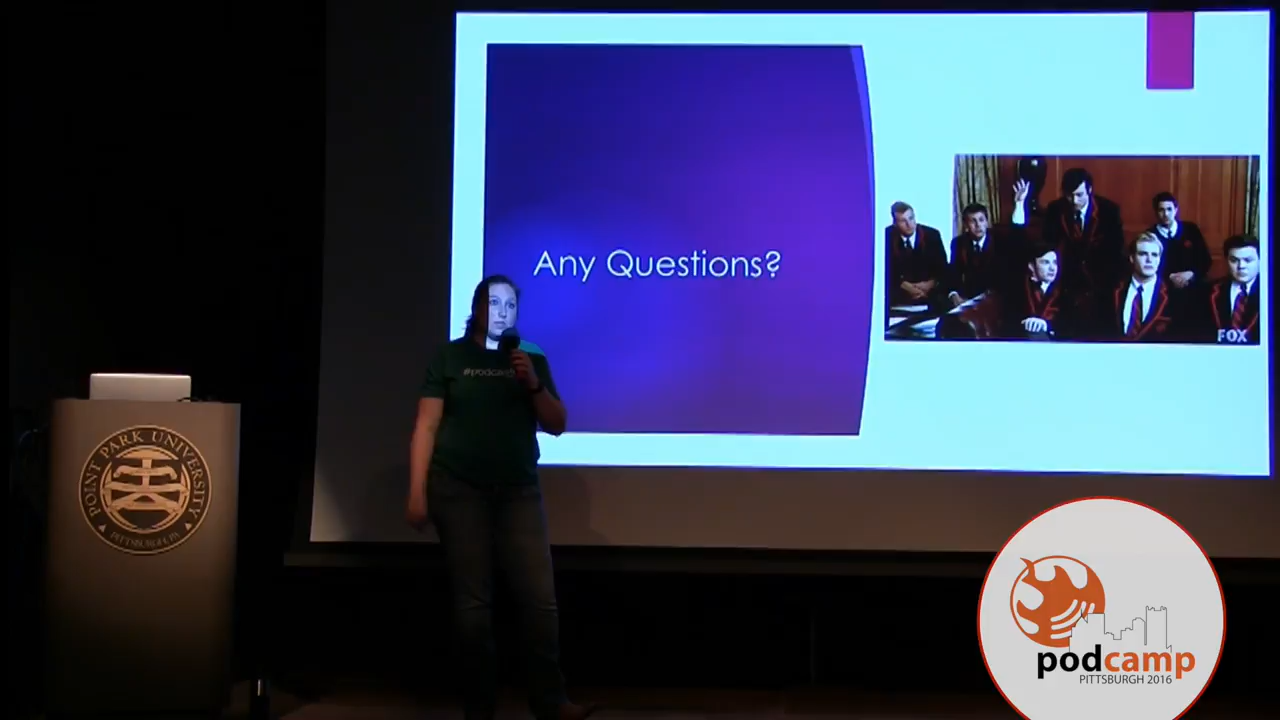 Any Questions?
FOX
#podcamp
POINT PARK UNIVERSITY
PITTSBURGH, PA
podcamp
PITTSBURGH 2016